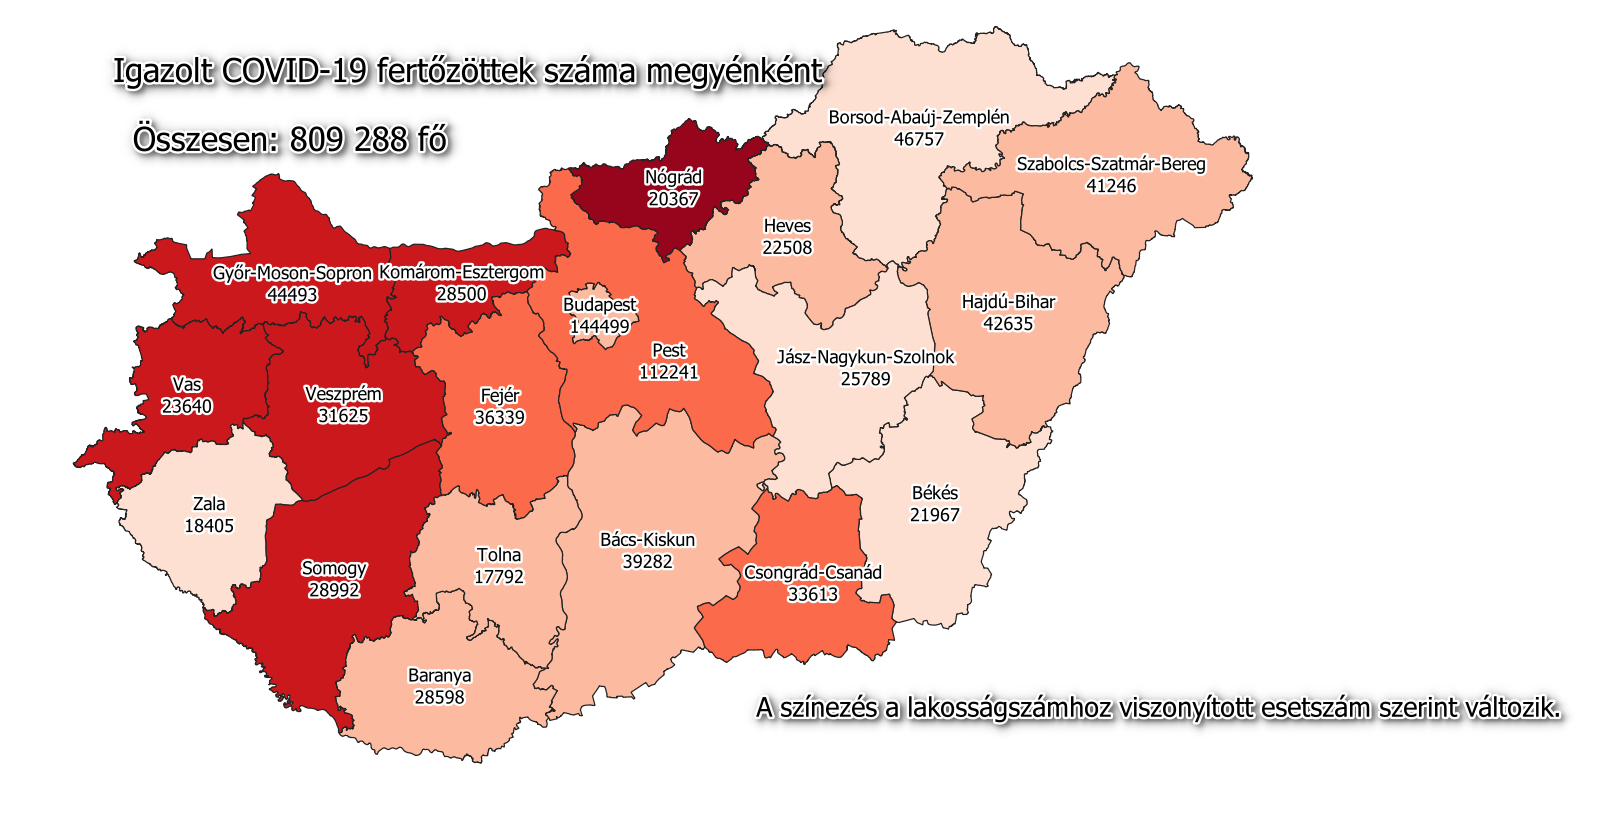 Igazolt COVID-19 fertőzöttek száma megyénként
Összesen: 809 288 fő
Borsod-Abaúj-Zemplén
46757
Szabolcs-Szatmár-Bereg
41246
Nógrád
20367
Heves
22508
Győr-Moson-Sopron
44493
Komárom-Esztergom
28500
Budapest
144499
Hajdú-Bihar
42635
Pest
112241
Jász-Nagykun-Szolnok
25789
Vas
23640
Veszprém
31625
Fejér
36339
Zala
18405
Békés
21967
Bács-Kiskun
39282
Tolna
17792
Somogy
28992
Csongrád-Csanád
33613
Baranya
28598
A színezés a lakosságszámhoz viszonyított esetszám szerint változik.